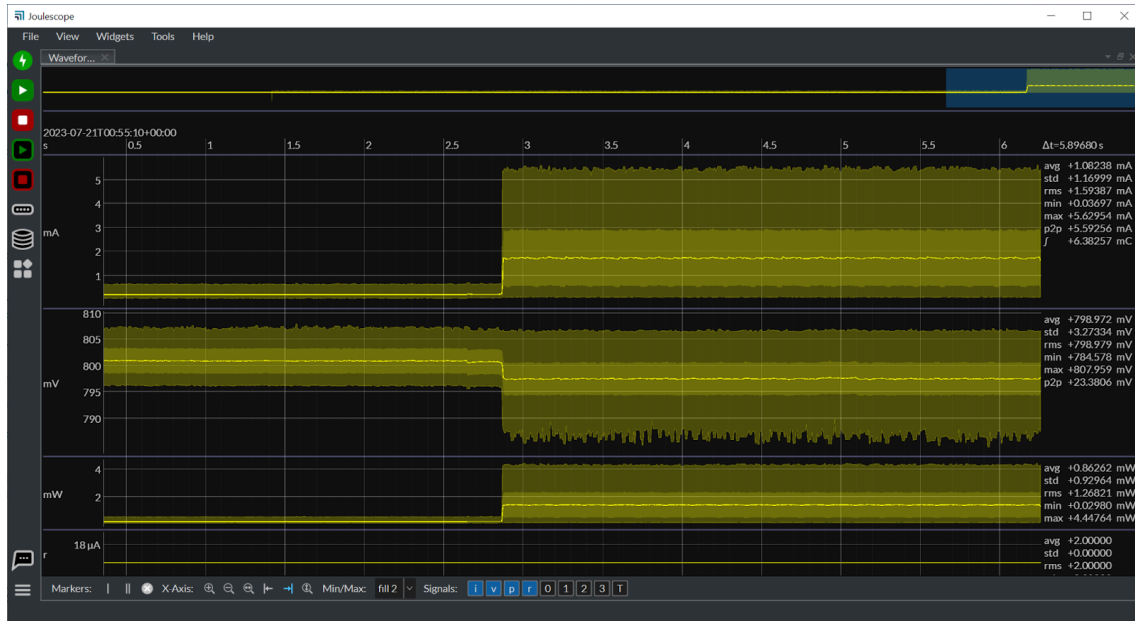 Joulescope
File View Widgets Tools Help
Wavefor...
2023-07-21T00:55:10+00:00
s 0.5 1 1.5 2 2.5 3 3.5 4 4.5 5 5.5 6 Δt=5.89680 s
mA
5
4
3
2
1
avg +1.08238 mA
std +1.16999 mA
rms +1.59387 mA
min +0.03697 mA
max +5.62954 mA
p2p +5.59256 mA
∫ +6.38257 mC
mV
810
805
800
795
790
avg +798.972 mV
std +3.27334 mV
rms +798.979 mV
min +784.578 mV
max +807.959 mV
p2p +23.3806 mV
mW
4
2
avg +0.86262 mW
std +0.92964 mW
rms +1.26821 mW
min +0.02980 mW
max +4.44764 mW
r
18 µA
avg +2.00000
std +0.00000
rms +2.00000
Markers: X-Axis: Min/Max: fill 2 Signals: i v p r 0 1 2 3 T